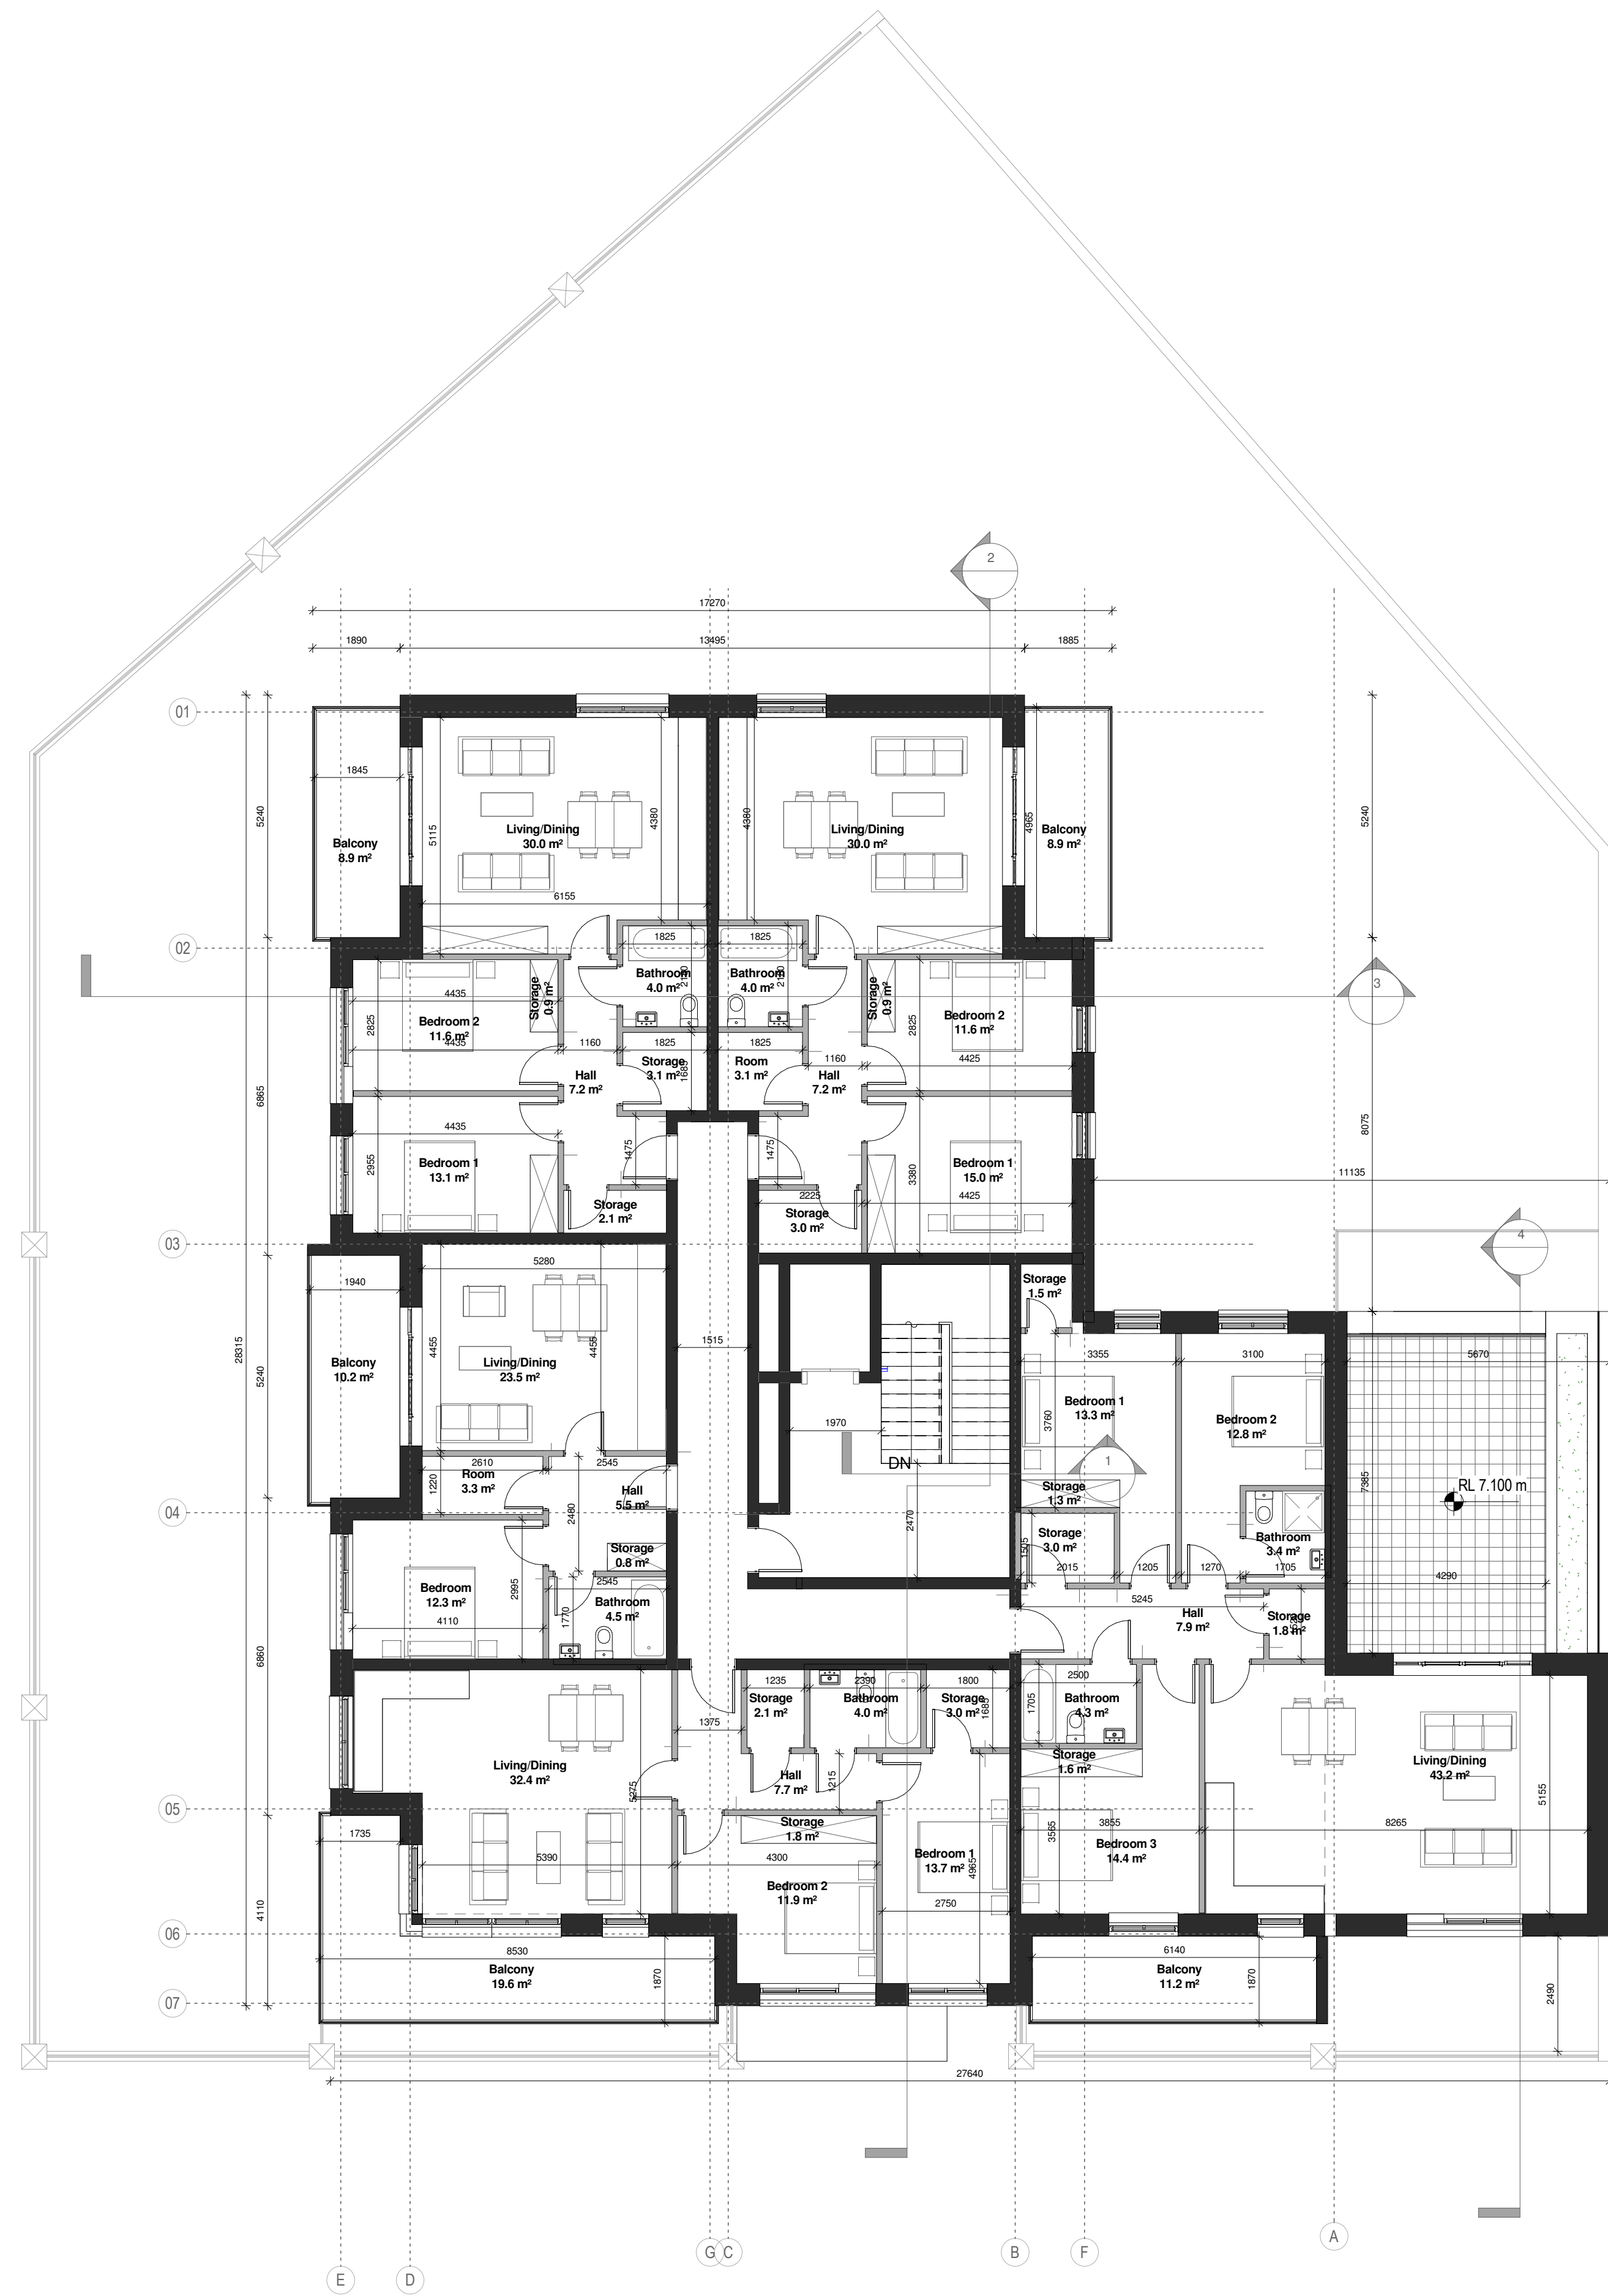 2
17270
1890
13495
1885
01
1845
5240
5115
4380
4380
4965
5240
Living/Dining
30.0 m²
Living/Dining
30.0 m²
Balcony
8.9 m²
Balcony
8.9 m²
6155
02
1825
1825
Bathroom
4.0 m²
Bathroom
4.0 m²
Storage
0.9 m²
Storage
0.9 m²
3
4435
2825
Bedroom 2
11.6 m²
4435
2825
Bedroom 2
11.6 m²
4425
1160
1825
1825
1160
Storage
3.1 m²
1685
Room
3.1 m²
Hall
7.2 m²
Hall
7.2 m²
6865
8075
4435
2955
Bedroom 1
13.1 m²
1475
1475
3380
Bedroom 1
15.0 m²
11135
2225
4425
Storage
2.1 m²
Storage
3.0 m²
03
4
5280
1940
Storage
1.5 m²
28315
4455
4455
1515
5240
Balcony
10.2 m²
Living/Dining
23.5 m²
3355
3100
5670
Bedroom 1
13.3 m²
3760
Bedroom 2
12.8 m²
1970
DN
1
2610
2545
Room
3.3 m²
1220
Hall
5.5 m²
2480
Storage
1.3 m²
7385
RL 7.100 m
04
2470
Storage
3.0 m²
1505
Bathroom
3.4 m²
Storage
0.8 m²
2015
1205
1270
1705
4290
2995
Bedroom
12.3 m²
2545
Bathroom
4.5 m²
1770
4110
5245
Hall
7.9 m²
Storage
1.8 m²
6860
1235
2390
1800
2500
Storage
2.1 m²
Bathroom
4.0 m²
Storage
3.0 m²
1685
1705
Bathroom
4.3 m²
1375
Living/Dining
32.4 m²
5275
Hall
7.7 m²
1215
Storage
1.6 m²
Living/Dining
43.2 m²
5155
05
1735
Storage
1.8 m²
3565
3855
8265
Bedroom 3
14.4 m²
5390
4300
Bedroom 1
13.7 m²
4965
Bedroom 2
11.9 m²
2750
4110
06
8530
Balcony
19.6 m²
1870
6140
Balcony
11.2 m²
1870
2490
07
27640
E
D
G
C
B
F
A